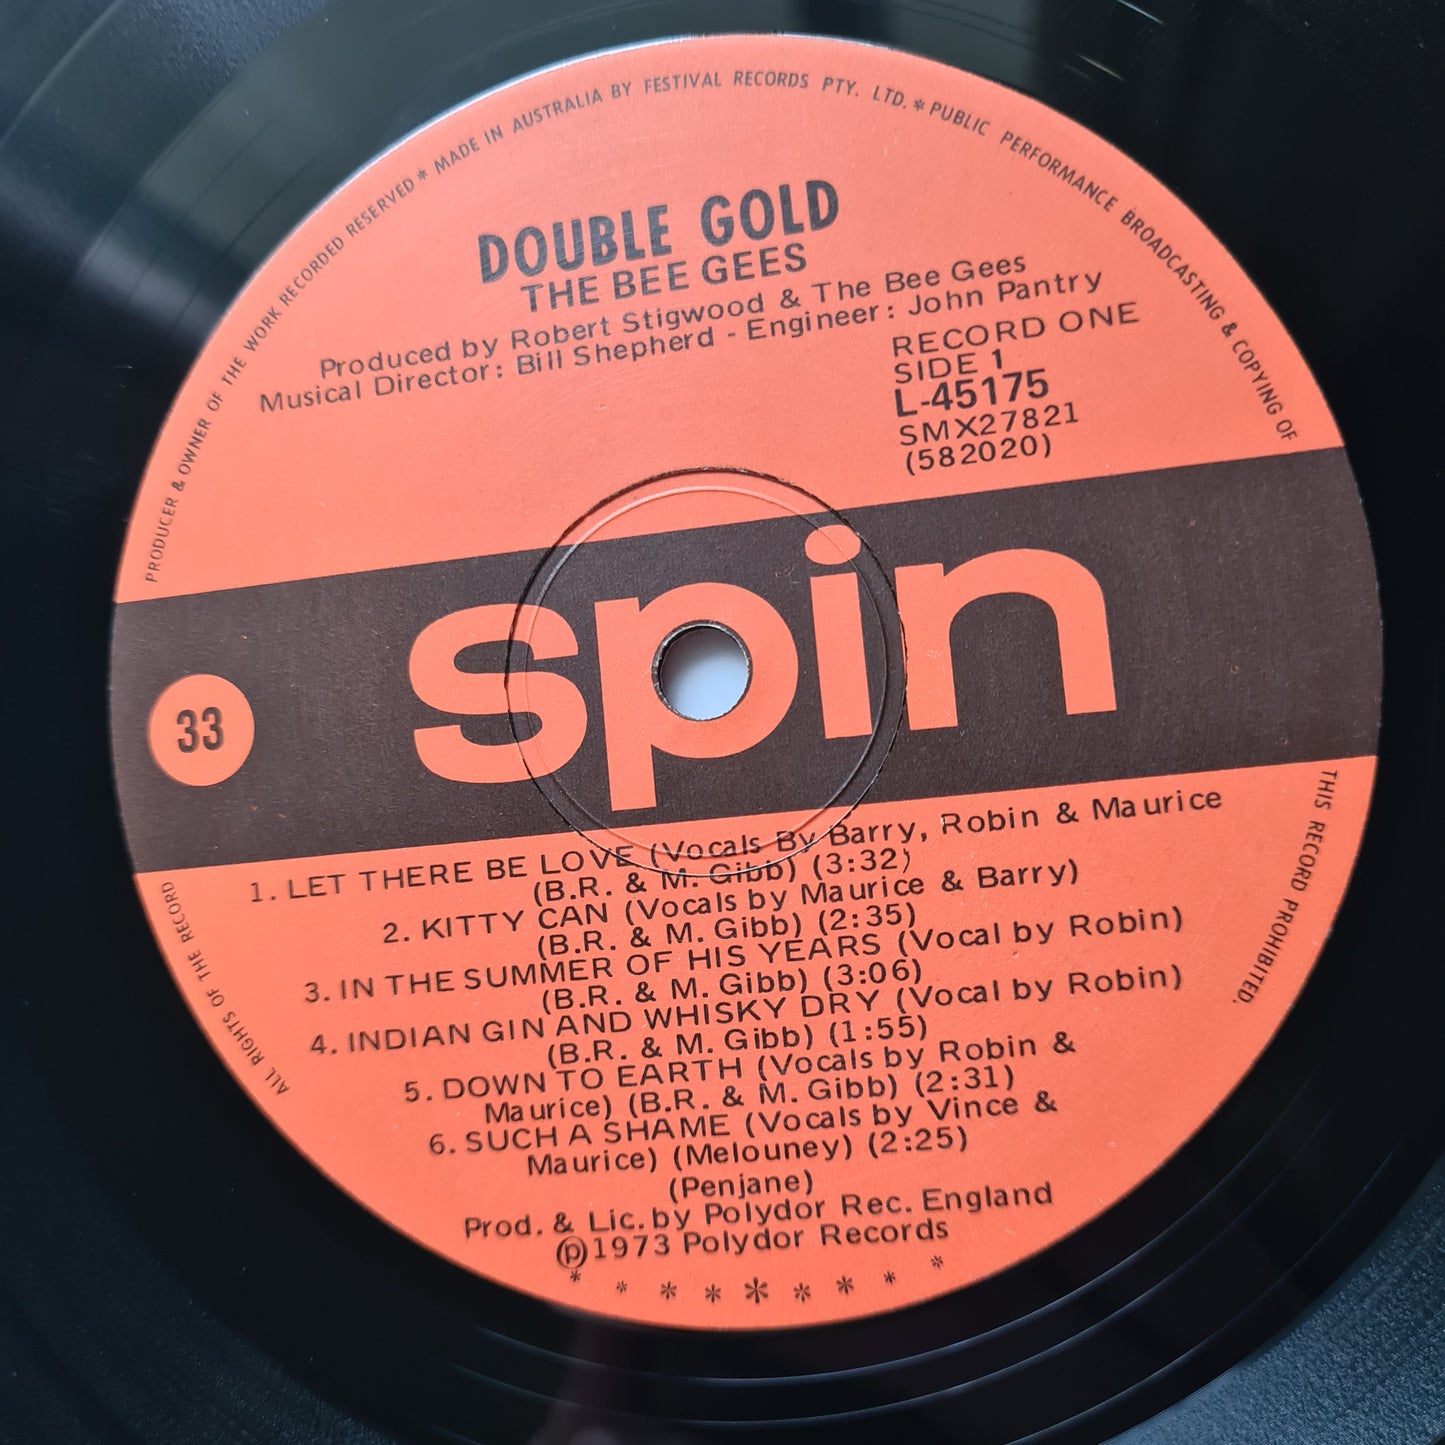 PRODUCER & OWNER OF THE WORK RECORDED RESERVED * MADE IN AUSTRALIA BY FESTIVAL RECORDS PTY. LTD. * PUBLIC PERFORMANCE BROADCASTING & COPYING OF
DOUBLE GOLD
THE BEE GEES
Produced by Robert Stigwood & The Bee Gees
Musical Director: Bill Shepherd - Engineer: John Pantry
RECORD ONE
SIDE 1
L-45175
SMX27821
(582020)
spin
33
1. LET THERE BE LOVE (Vocals By Barry, Robin & Maurice
(B.R. & M. Gibb) (3:32)
2. KITTY CAN (Vocals by Maurice & Barry)
(B.R. & M. Gibb) (2:35)
3. IN THE SUMMER OF HIS YEARS (Vocal by Robin)
(B.R. & M. Gibb) (3:06)
4. INDIAN GIN AND WHISKY DRY (Vocal by Robin)
(B.R. & M. Gibb) (1:55)
5. DOWN TO EARTH (Vocals by Robin &
Maurice) (B.R. & M. Gibb) (2:31)
6. SUCH A SHAME (Vocals by Vince &
Maurice) (Melouney) (2:25)
(Penjane)
Prod. & Lic. by Polydor Rec. England
℗1973 Polydor Records
* * * * * * * * *
ALL RIGHTS OF THE RECORD
THIS RECORD PROHIBITED.